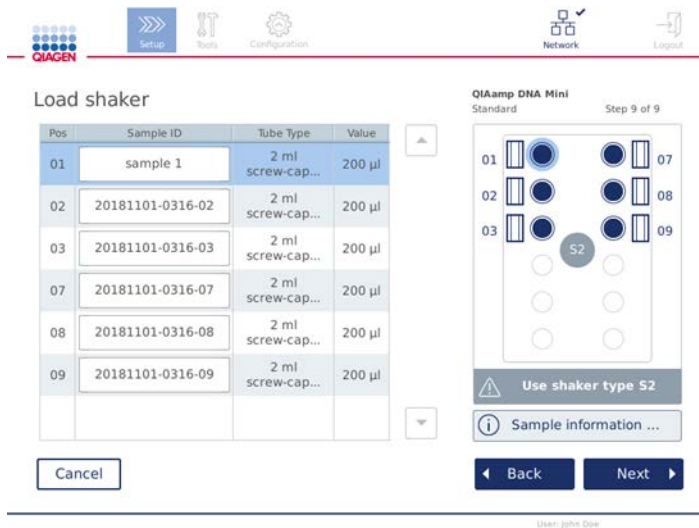 QIAGEN
Setup
Tools
Configuration
Network
Logout
Load shaker
QIAamp DNA Mini
Standard Step 9 of 9
Pos Sample ID Tube Type Value
01 sample 1 2 ml screw-cap... 200 µl
02 20181101-0316-02 2 ml screw-cap... 200 µl
03 20181101-0316-03 2 ml screw-cap... 200 µl
07 20181101-0316-07 2 ml screw-cap... 200 µl
08 20181101-0316-08 2 ml screw-cap... 200 µl
09 20181101-0316-09 2 ml screw-cap... 200 µl
01 07
02 08
03 09
S2
Use shaker type S2
Sample information ...
Cancel
Back
Next
User: John Doe